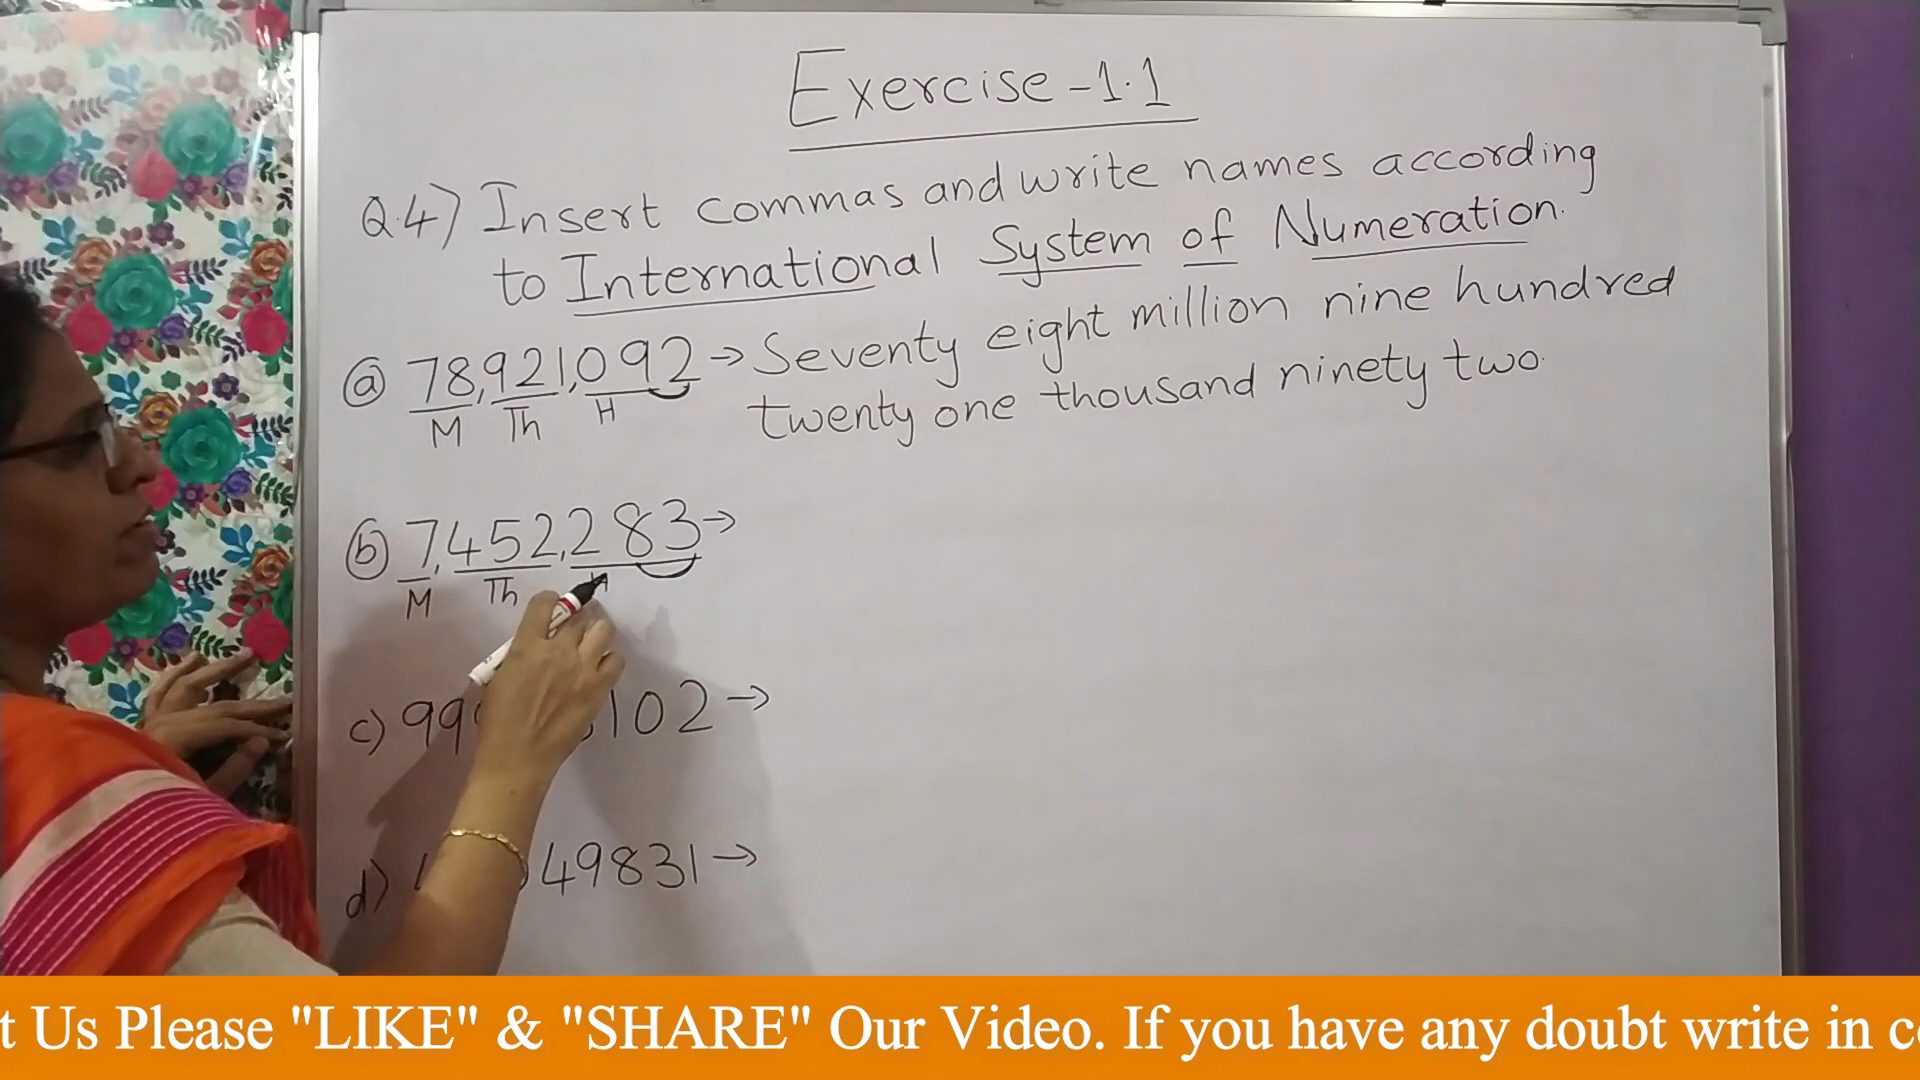 Exercise-1.1
Q.4) Insert commas and write names according
to International System of Numeration.
a 78,921,092 → Seventy eight million nine hundred
M Th H twenty one thousand ninety two.
b 7,452,283 →
M Th H
c) 99 102 →
d) 49831 →
t Us Please "LIKE" & "SHARE" Our Video. If you have any doubt write in c